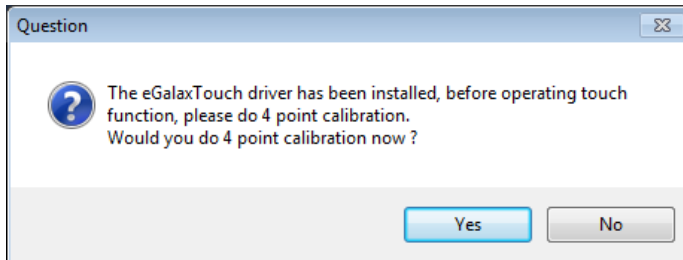 Question
The eGalaxTouch driver has been installed, before operating touch
function, please do 4 point calibration.
Would you do 4 point calibration now ?
Yes
No